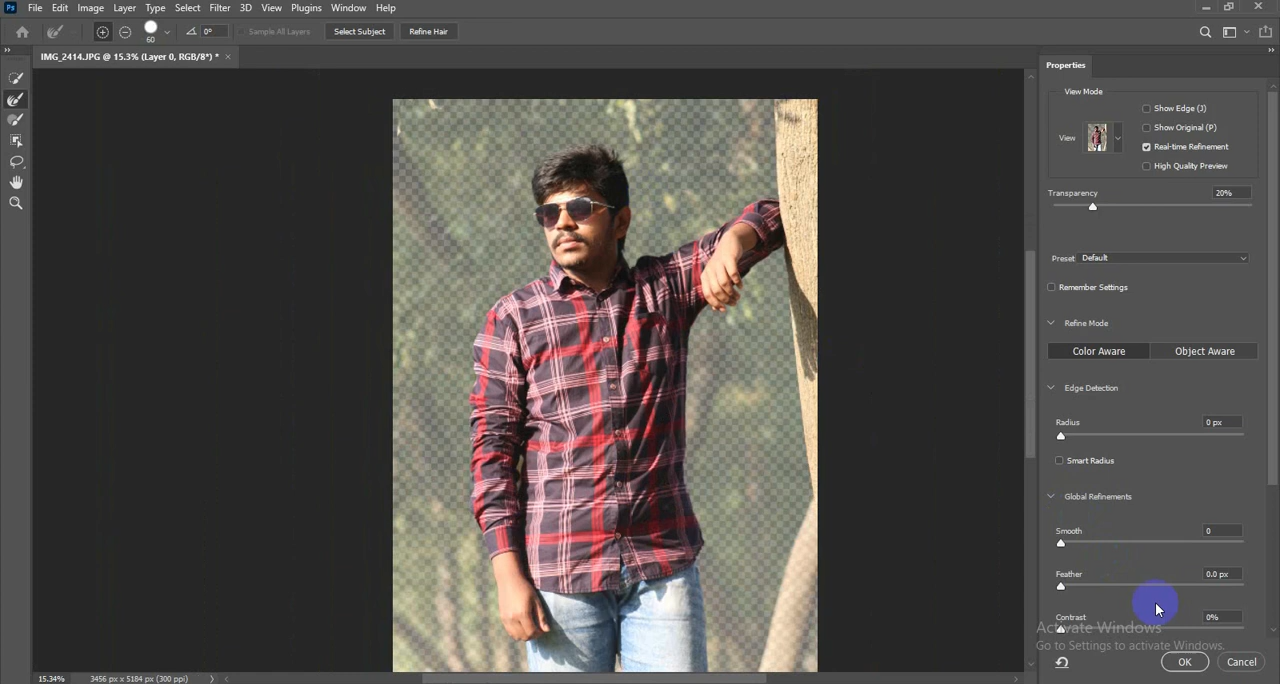 Ps File Edit Image Layer Type Select Filter 3D View Plugins Window Help
60 0° Sample All Layers Select Subject Refine Hair
IMG_2414.JPG @ 15.3% (Layer 0, RGB/8*) * ×
Properties
View Mode
Show Edge (J)
Show Original (P)
View
Real-time Refinement
High Quality Preview
Transparency 20%
Preset Default
Remember Settings
Refine Mode
Color Aware Object Aware
Edge Detection
Radius 0 px
Smart Radius
Global Refinements
Smooth 0
Feather 0.0 px
Contrast 0%
Activate Windows
Go to Settings to activate Windows.
OK Cancel
15.34% 3456 px x 5184 px (300 ppi)